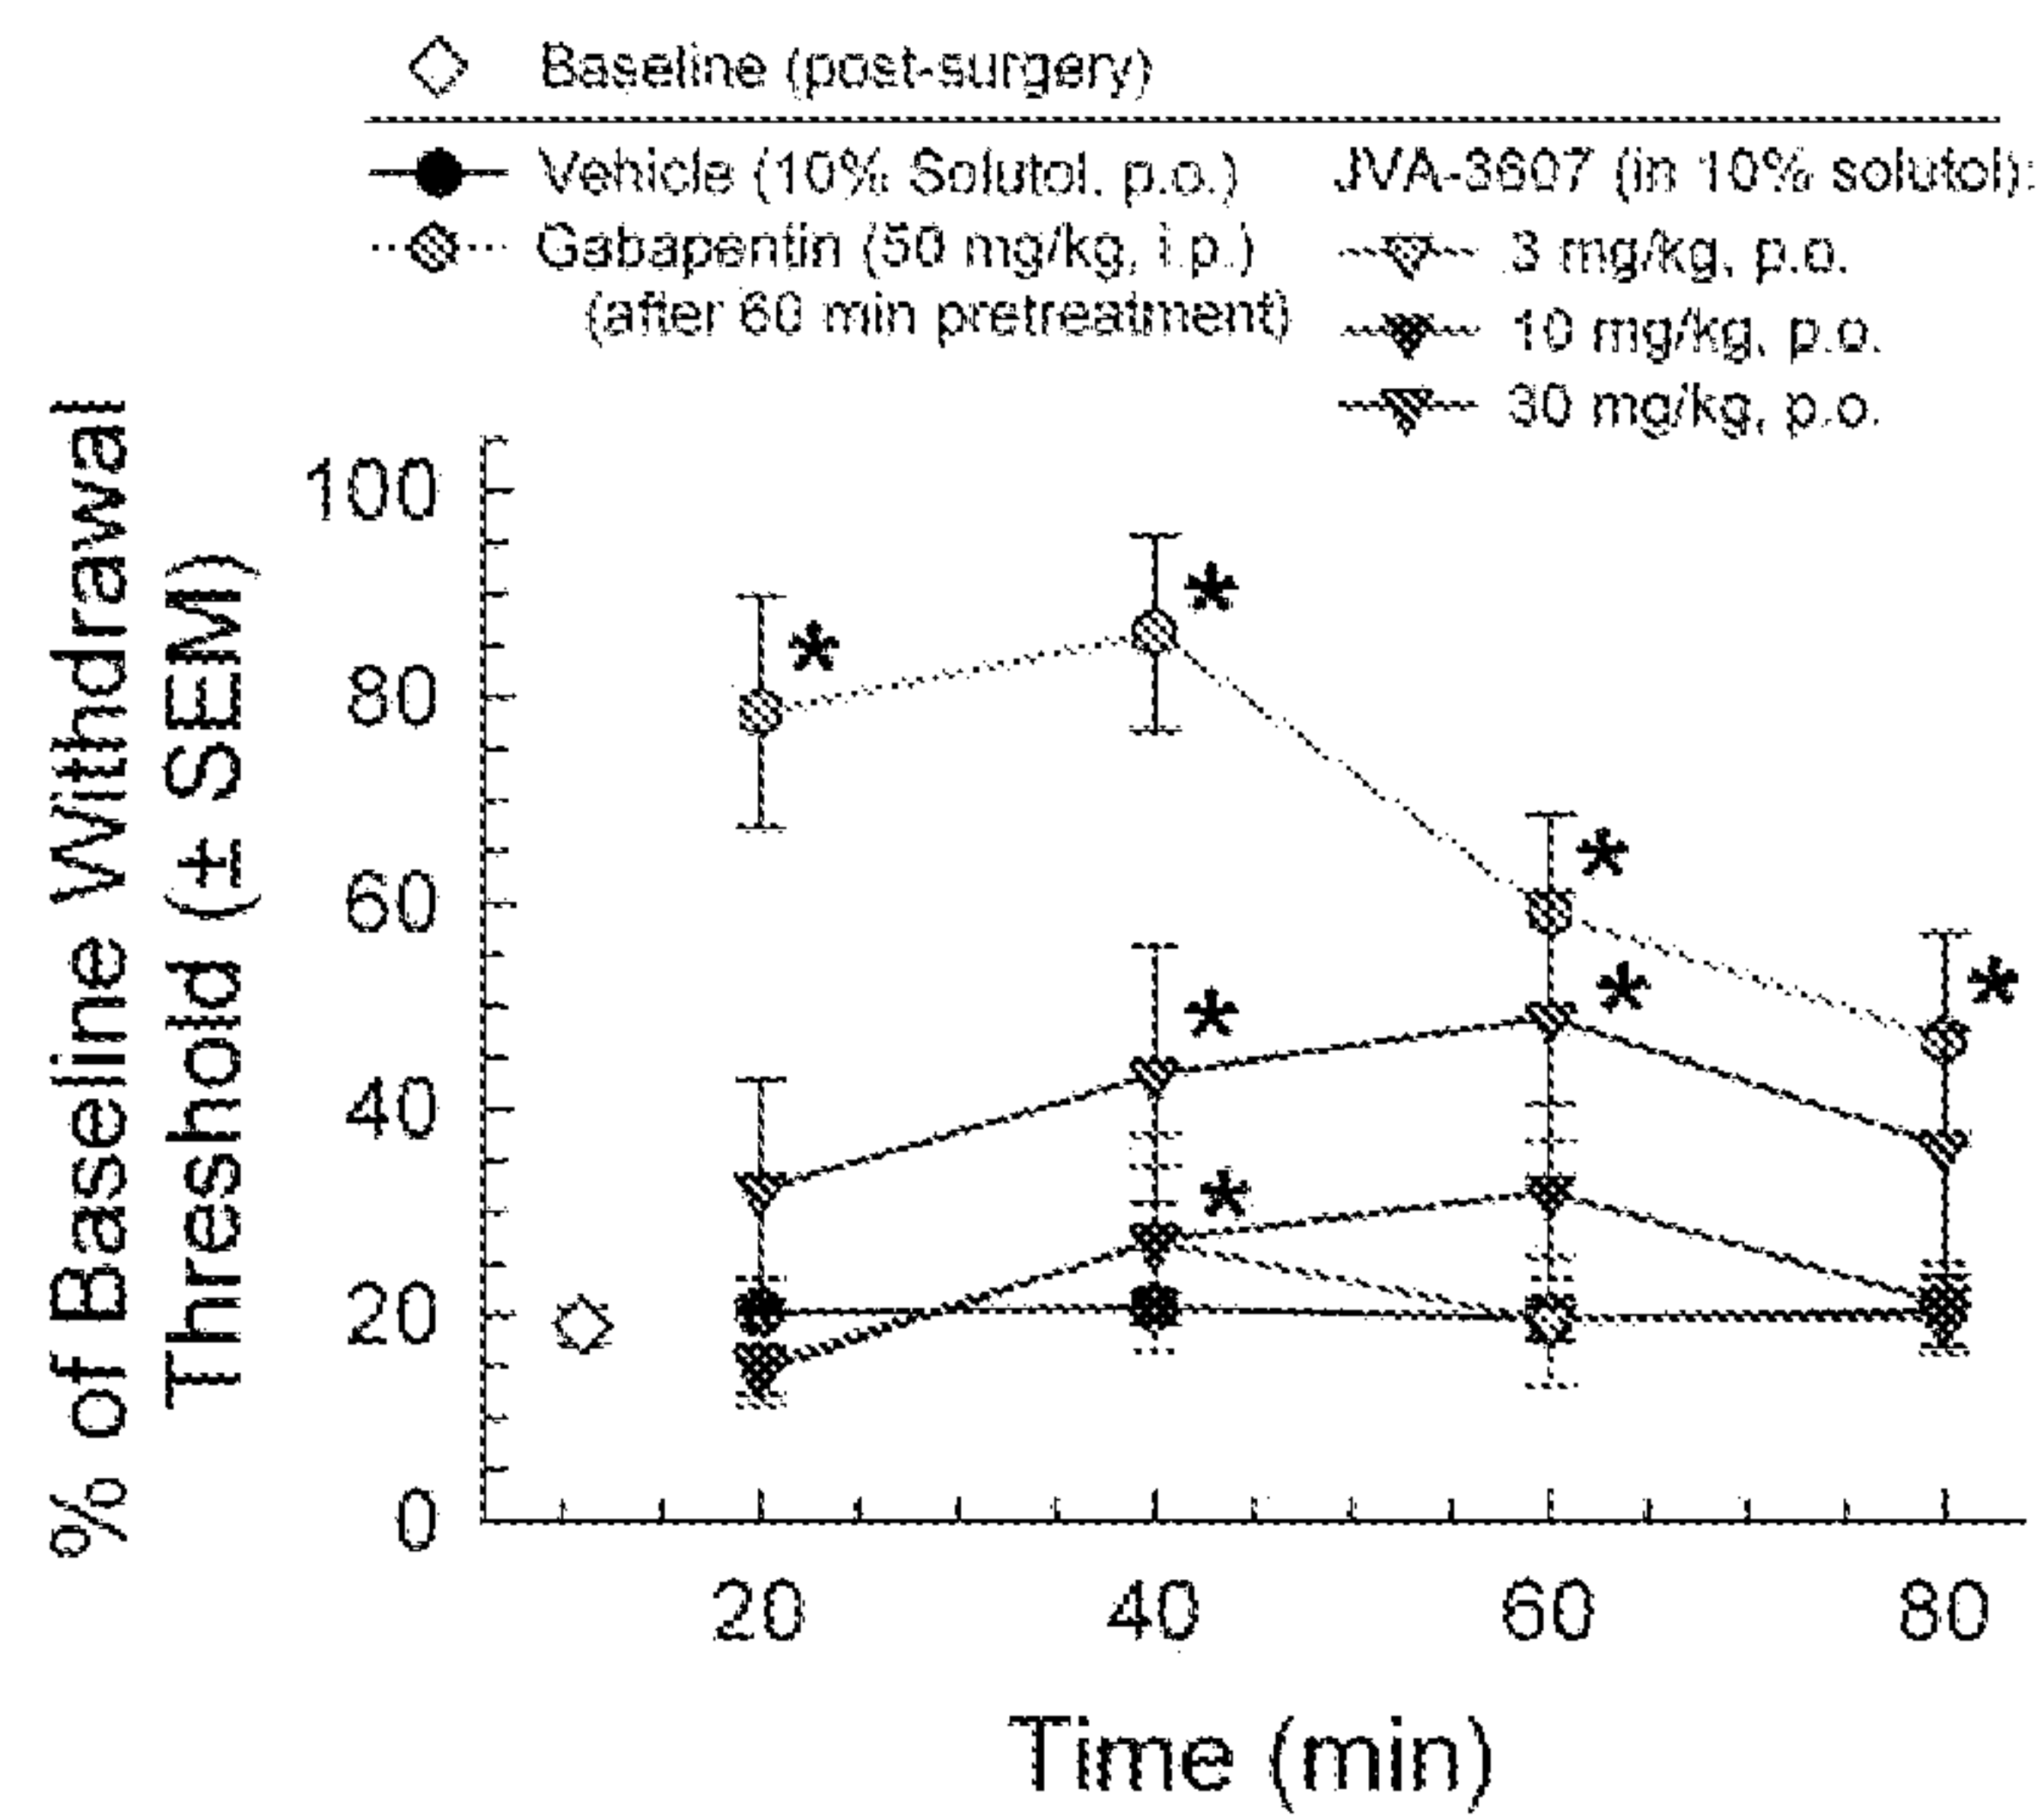 Baseline (post-surgery)
Vehicle (10% Solutol, p.o.)
Gabapentin (50 mg/kg, i.p.)
(after 60 min pretreatment)
JVA-3607 (in 10% solutol):
3 mg/kg, p.o.
10 mg/kg, p.o.
30 mg/kg, p.o.
% of Baseline Withdrawal
Threshold (± SEM)
100
80
60
40
20
0
* * * * * * * *
20 40 60 80
Time (min)